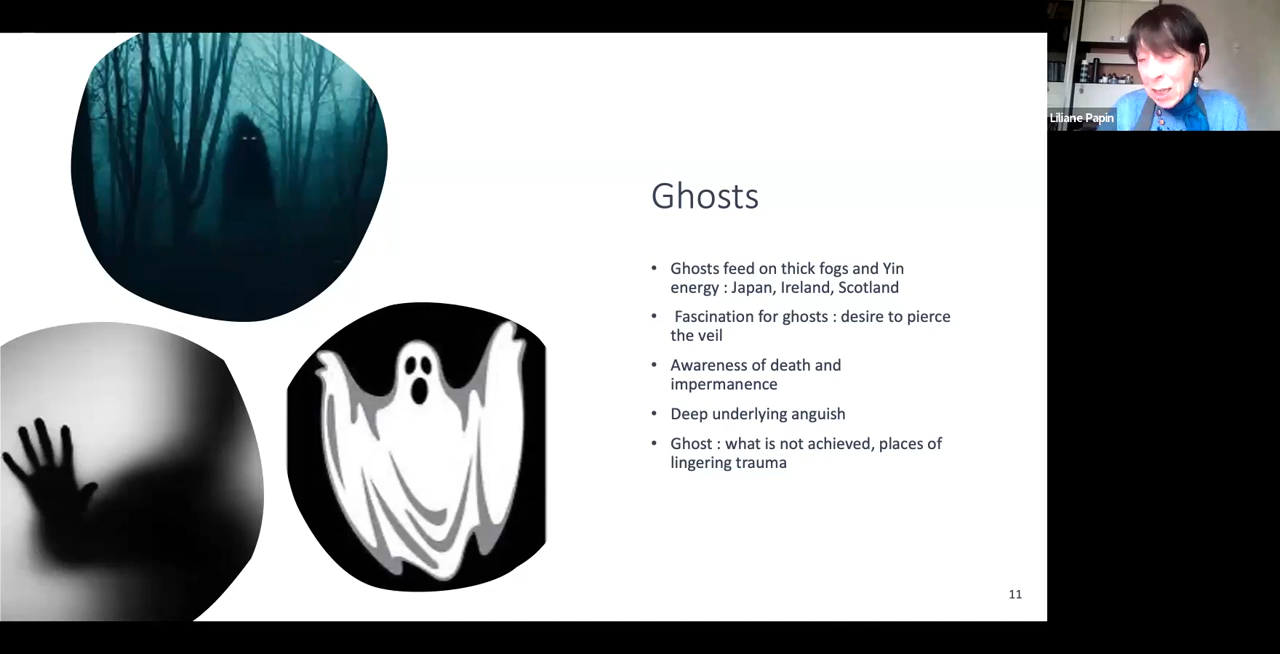 Liliane Papin
Ghosts
• Ghosts feed on thick fogs and Yin
energy : Japan, Ireland, Scotland
• Fascination for ghosts : desire to pierce
the veil
• Awareness of death and
impermanence
• Deep underlying anguish
• Ghost : what is not achieved, places of
lingering trauma
11